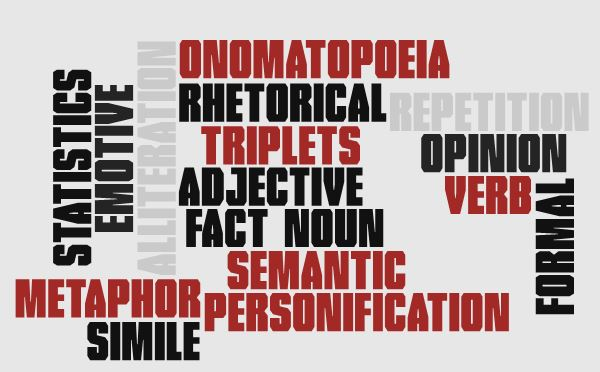 ONOMATOPOEIA
STATISTICS
EMOTIVE
ALLITERATION
RHETORICAL
REPETITION
TRIPLETS
OPINION
ADJECTIVE
VERB
FORMAL
FACT NOUN
SEMANTIC
METAPHOR
PERSONIFICATION
SIMILE